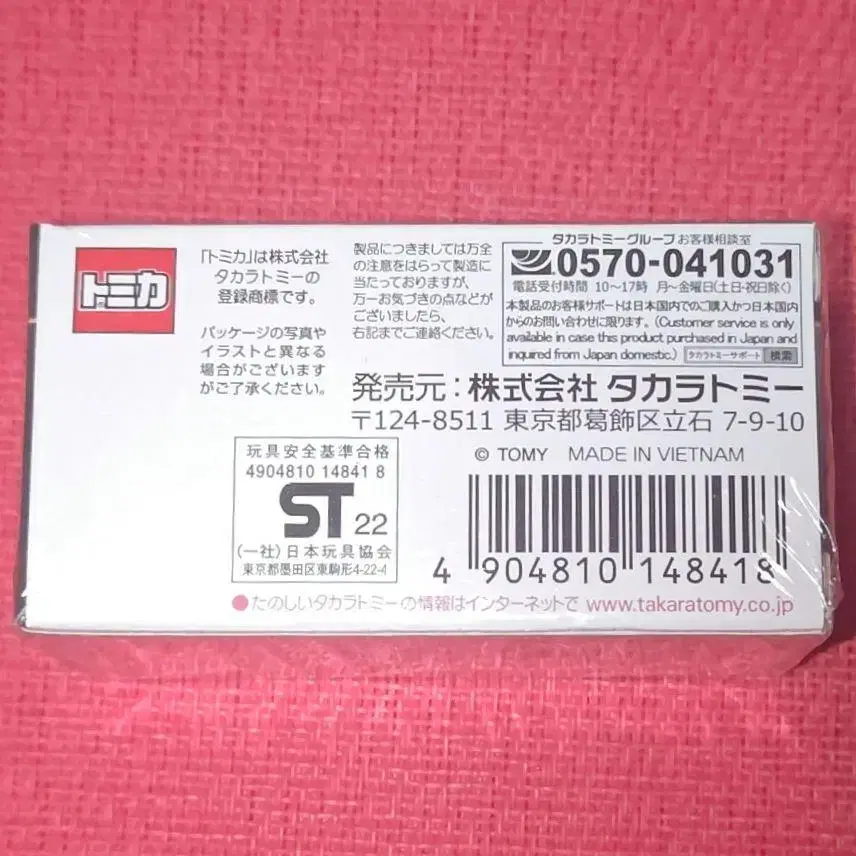 トミカ
「トミカ」は株式会社
タカラトミーの
登録商標です。
パッケージの写真や
イラストと異なる
場合がございます
がご了承ください。
製品につきましては万全
の注意をはらって製造に
当たっておりますが、
万一お気づきの点などが
ございましたら、
右記までご連絡ください。
タカラトミーグループお客様相談室
0570-041031
電話受付時間 10〜17時 月〜金曜日(土・日・祝日除く)
本製品のお客様サポートは日本国内でのご購入かつ日本国内
からのお問い合わせに限ります。(Customer service is only
available in case this product purchased in Japan and
inquired from Japan domestic.) タカラトミーサポート 検索
発売元:株式会社 タカラトミー
〒124-8511 東京都葛飾区立石 7-9-10
© TOMY MADE IN VIETNAM
玩具安全基準合格
4904810 14841 8
ST 22
(一社)日本玩具協会
東京都墨田区東駒形4-22-4
4 904810 148418
●たのしいタカラトミーの情報はインターネットで www.takaratomy.co.jp